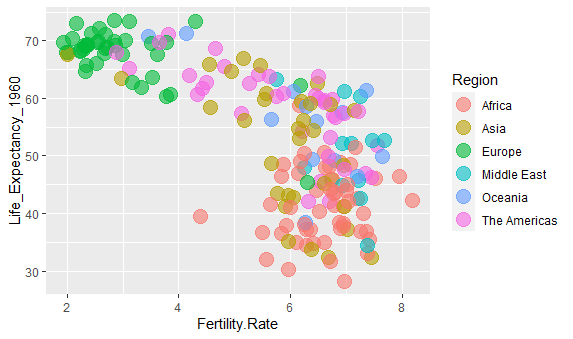 Life_Expectancy_1960
70
60
50
40
30
2
4
6
8
Fertility.Rate
Region
Africa
Asia
Europe
Middle East
Oceania
The Americas